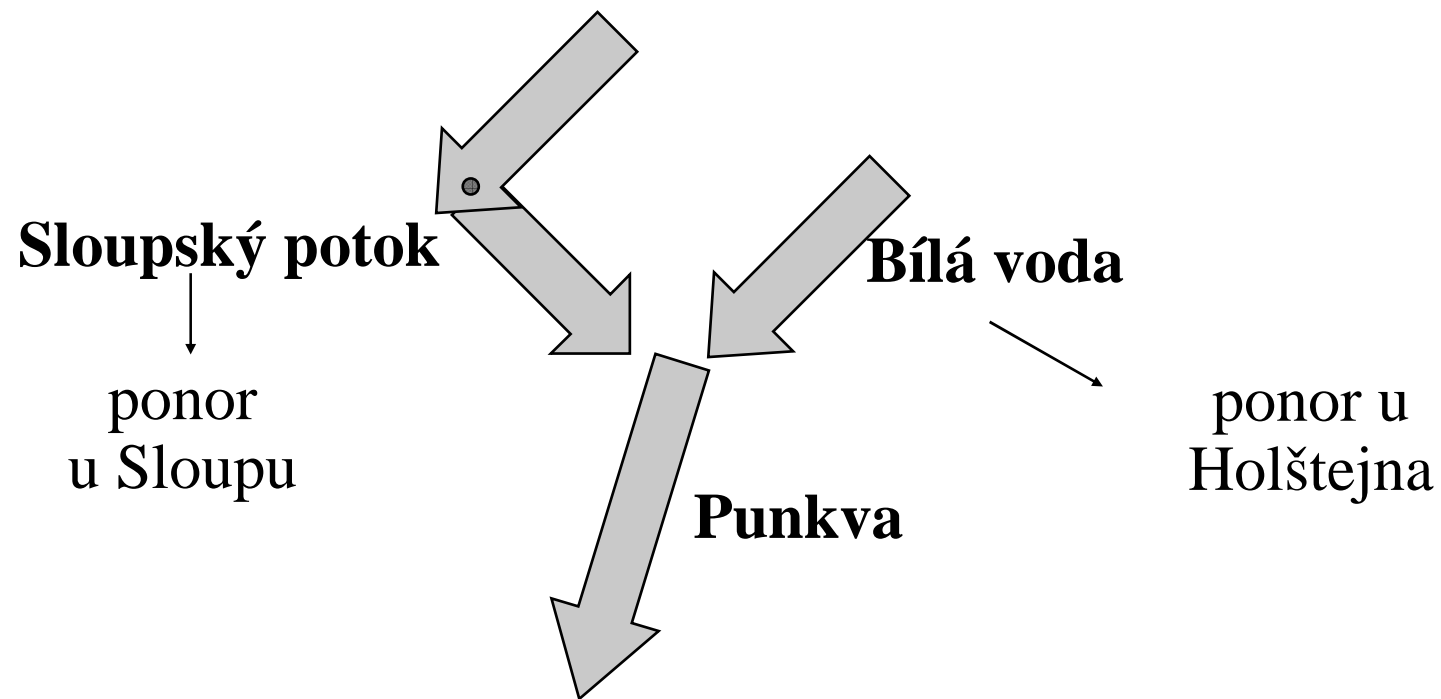 Sloupský potok
Bílá voda
ponor
u Sloupu
ponor u
Holštejna
Punkva